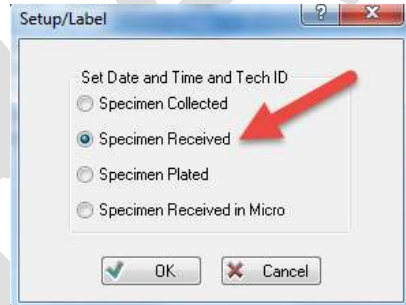 Setup/Label
Set Date and Time and Tech ID
Specimen Collected
Specimen Received
Specimen Plated
Specimen Received in Micro
OK
Cancel